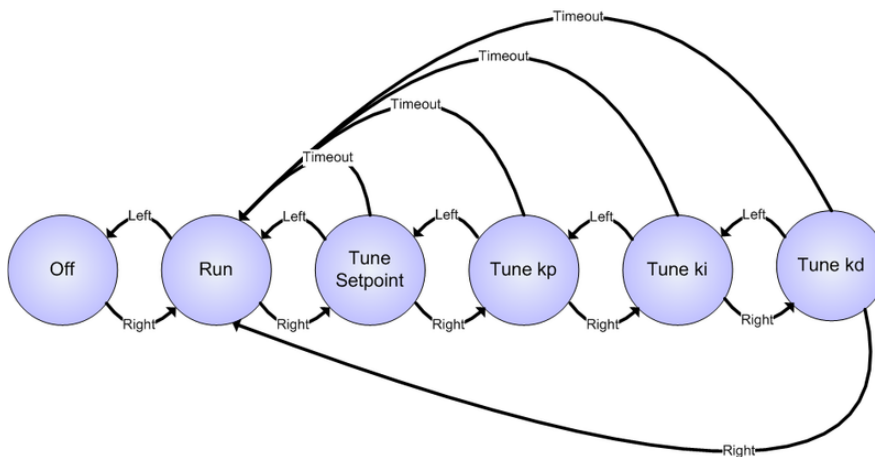 Timeout
Timeout
Timeout
Timeout
Left
Left
Left
Left
Left
Off
Run
Tune
Setpoint
Tune kp
Tune ki
Tune kd
Right
Right
Right
Right
Right
Right